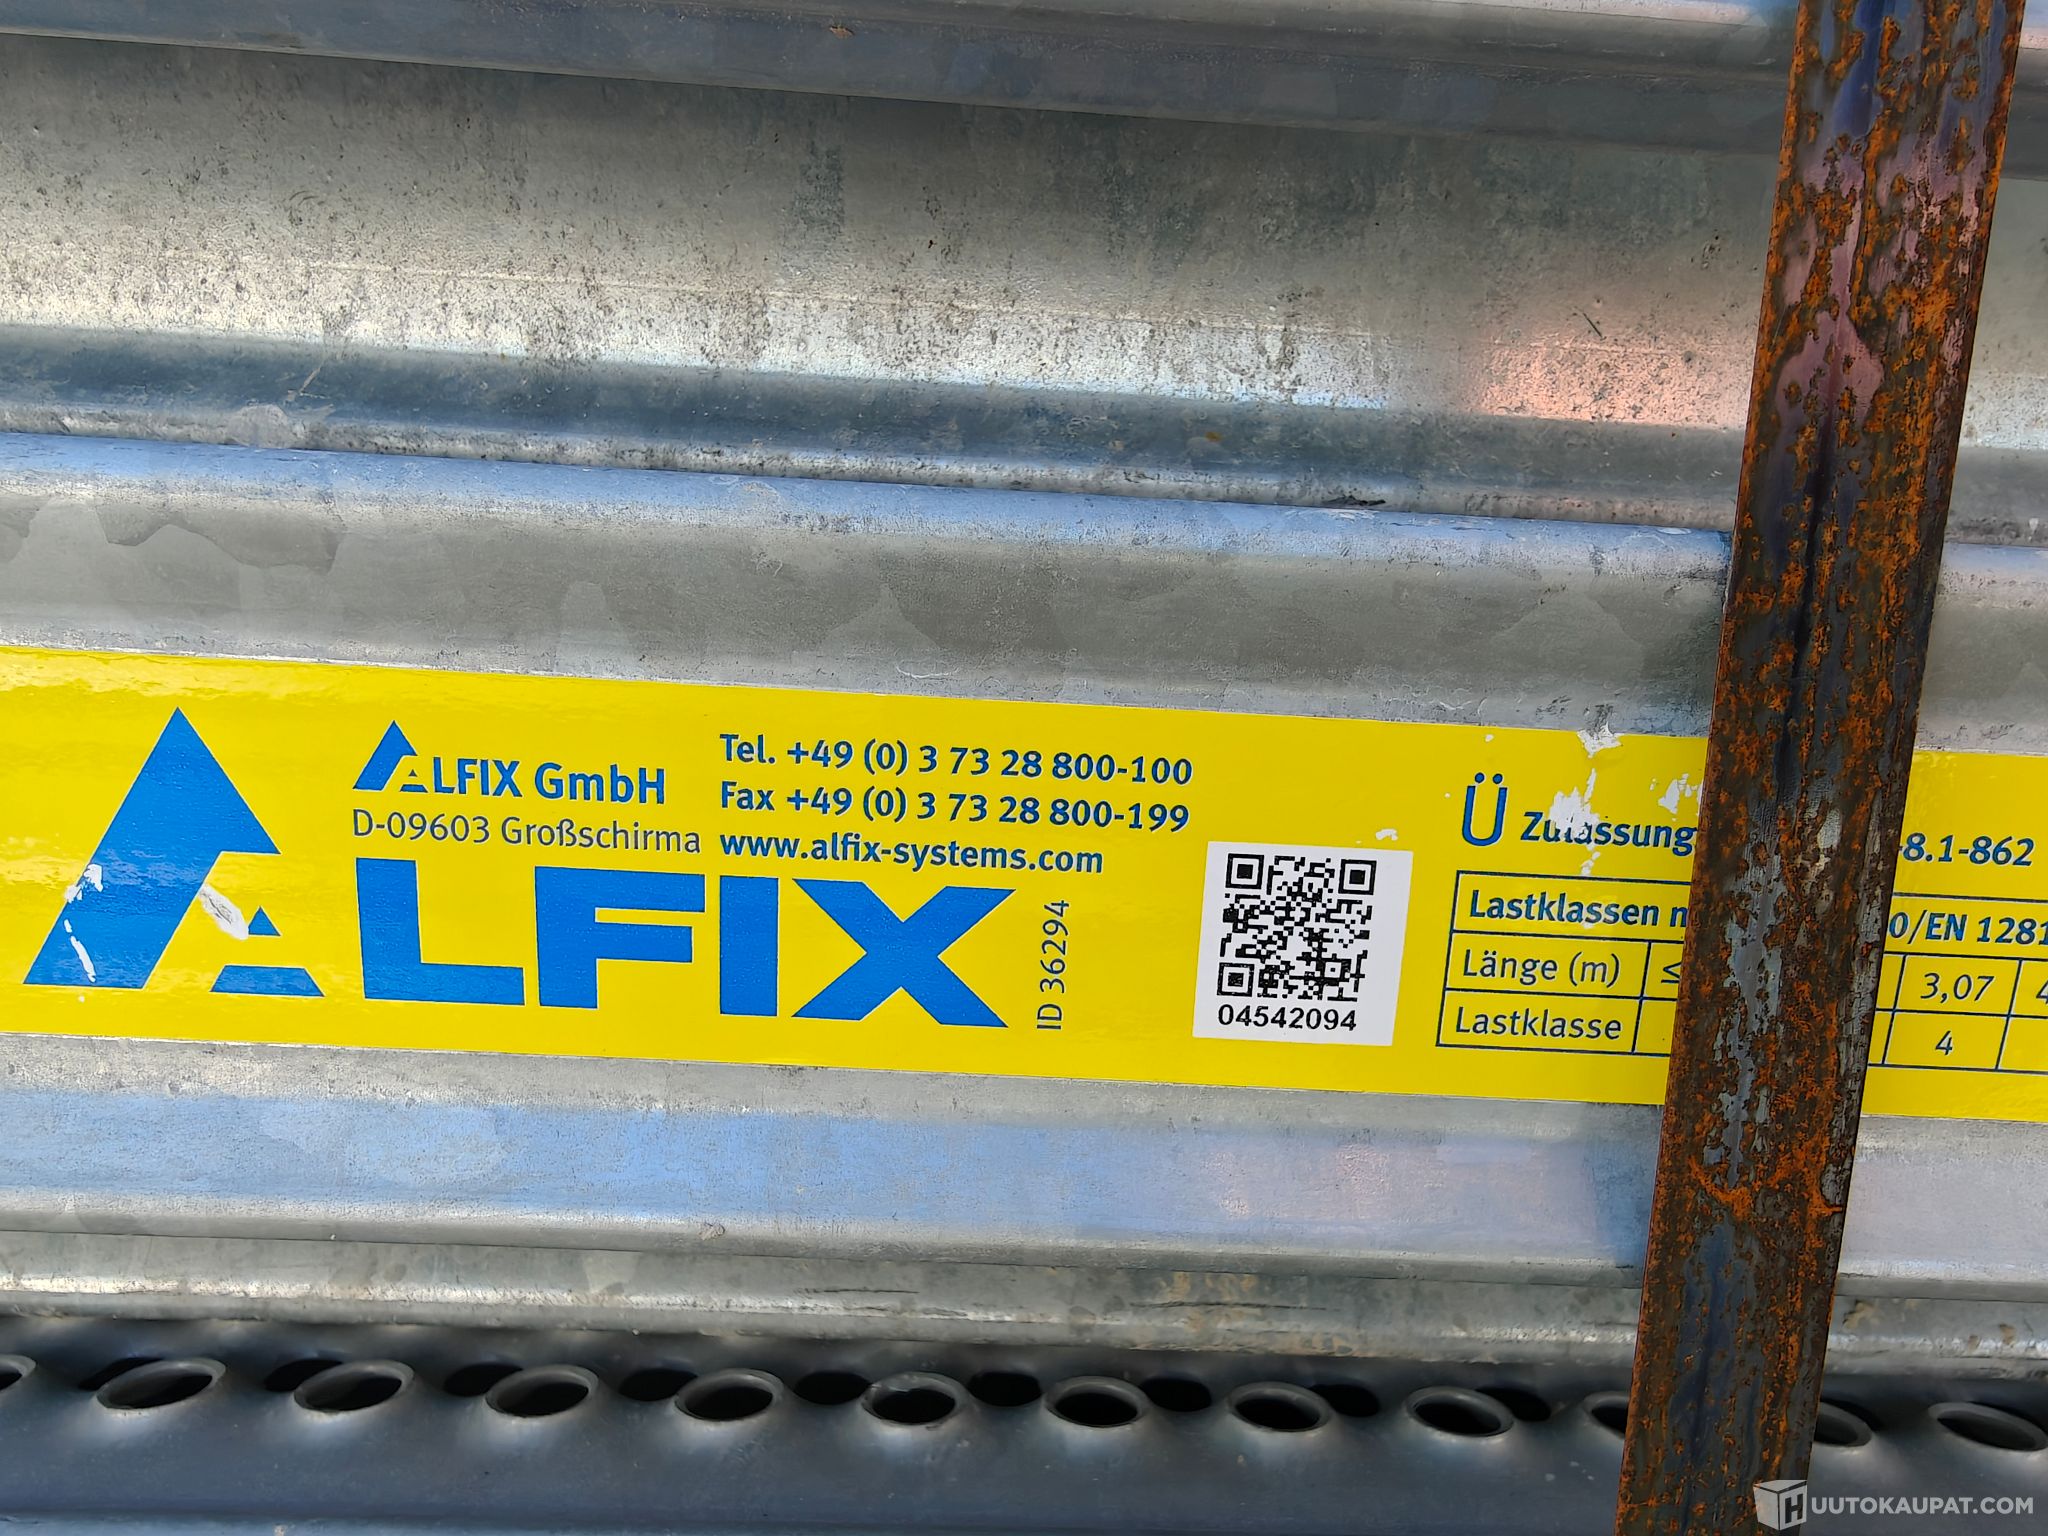 ALFIX GmbH
D-09603 Großschirma
Tel. +49 (0) 3 73 28 800-100
Fax +49 (0) 3 73 28 800-199
www.alfix-systems.com
ALFIX
ID 36294
04542094
Ü Zulassung -8.1-862
Lastklassen 0/EN 1281
Länge (m) ≤ 3,07 4
Lastklasse 4
HUUTOKAUPAT.COM